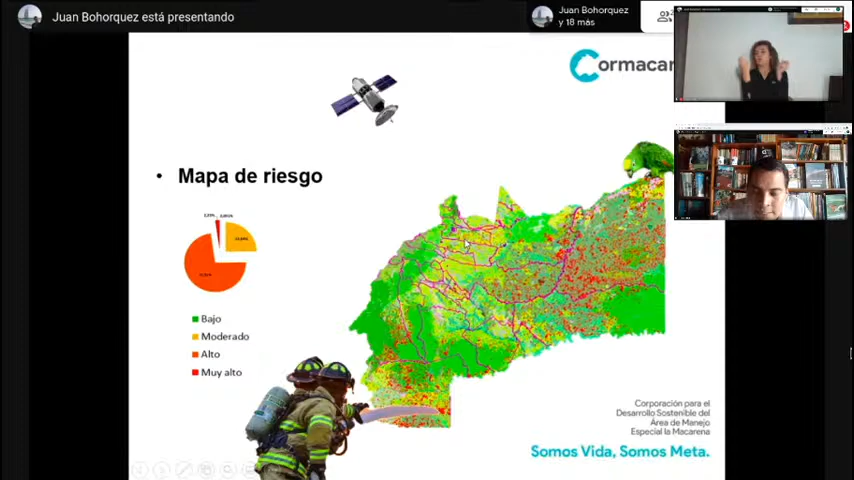 Juan Bohorquez está presentando
Juan Bohorquez
y 18 más
Cormacar
• Mapa de riesgo
Bajo
Moderado
Alto
Muy alto
Corporación para el
Desarrollo Sostenible del
Área de Manejo
Especial la Macarena
Somos Vida, Somos Meta.